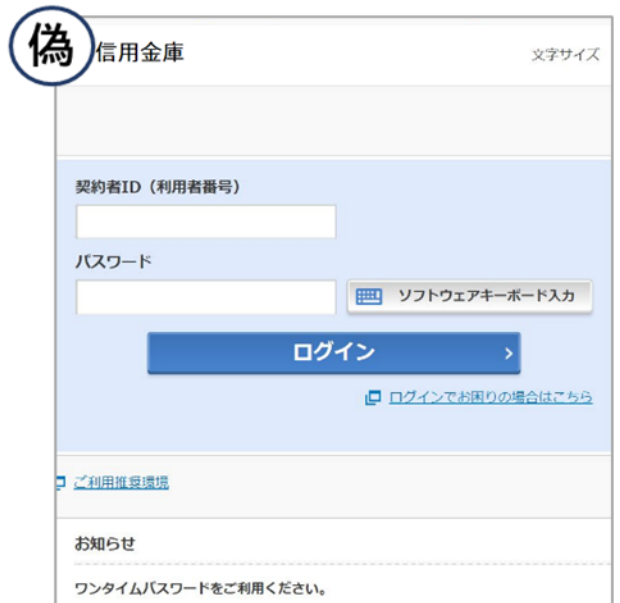 偽
信用金庫
文字サイズ
契約者ID（利用者番号）
パスワード
ソフトウェアキーボード入力
ログイン
ログインでお困りの場合はこちら
ご利用推奨環境
お知らせ
ワンタイムパスワードをご利用ください。